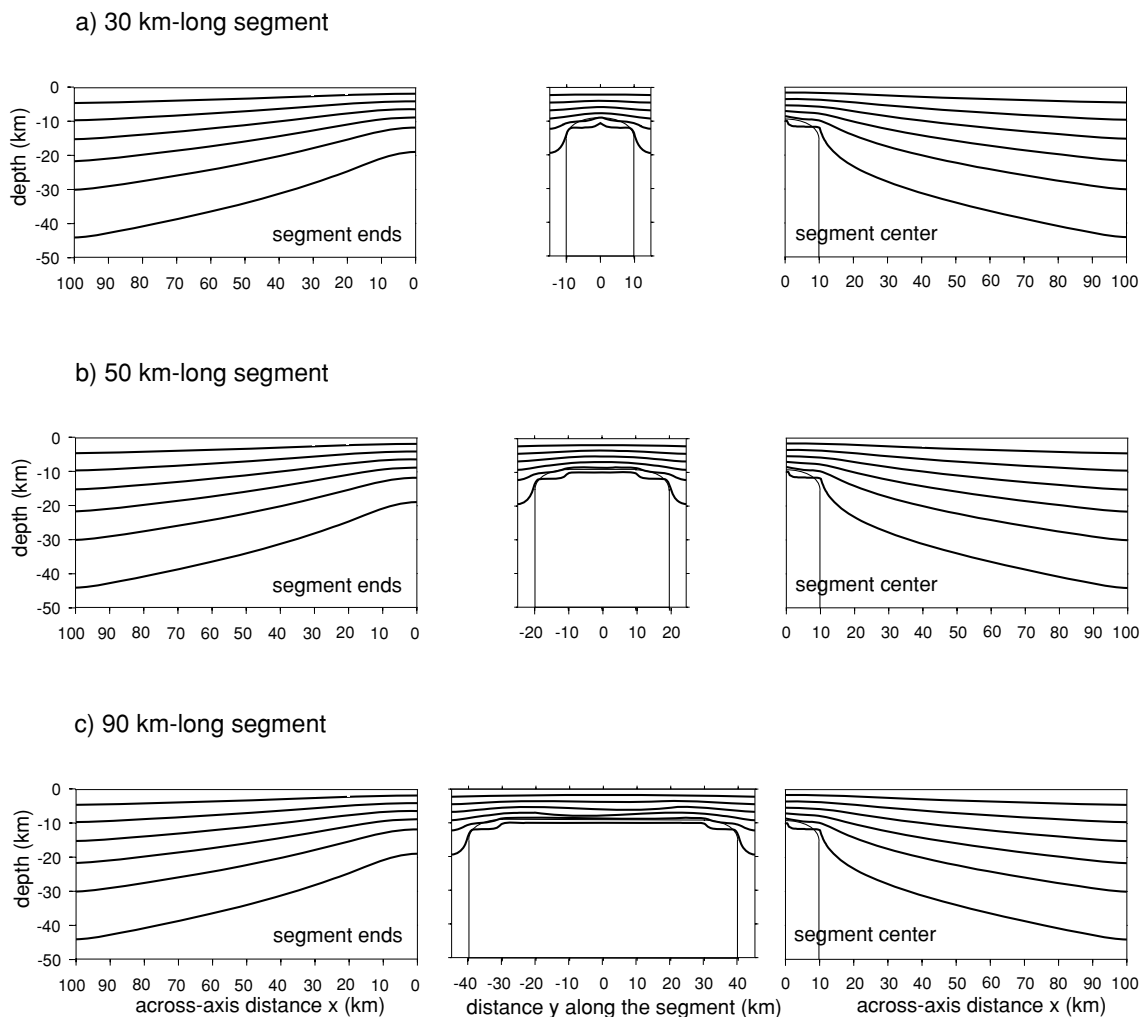 a) 30 km-long segment
depth (km)
0
-10
-20
-30
-40
-50
segment ends
segment center
100 90 80 70 60 50 40 30 20 10 0
-10 0 10
0 10 20 30 40 50 60 70 80 90 100
b) 50 km-long segment
depth (km)
0
-10
-20
-30
-40
-50
segment ends
segment center
100 90 80 70 60 50 40 30 20 10 0
-20 -10 0 10 20
0 10 20 30 40 50 60 70 80 90 100
c) 90 km-long segment
depth (km)
0
-10
-20
-30
-40
-50
segment ends
segment center
100 90 80 70 60 50 40 30 20 10 0
-40 -30 -20 -10 0 10 20 30 40
0 10 20 30 40 50 60 70 80 90 100
across-axis distance x (km)
distance y along the segment (km)
across-axis distance x (km)